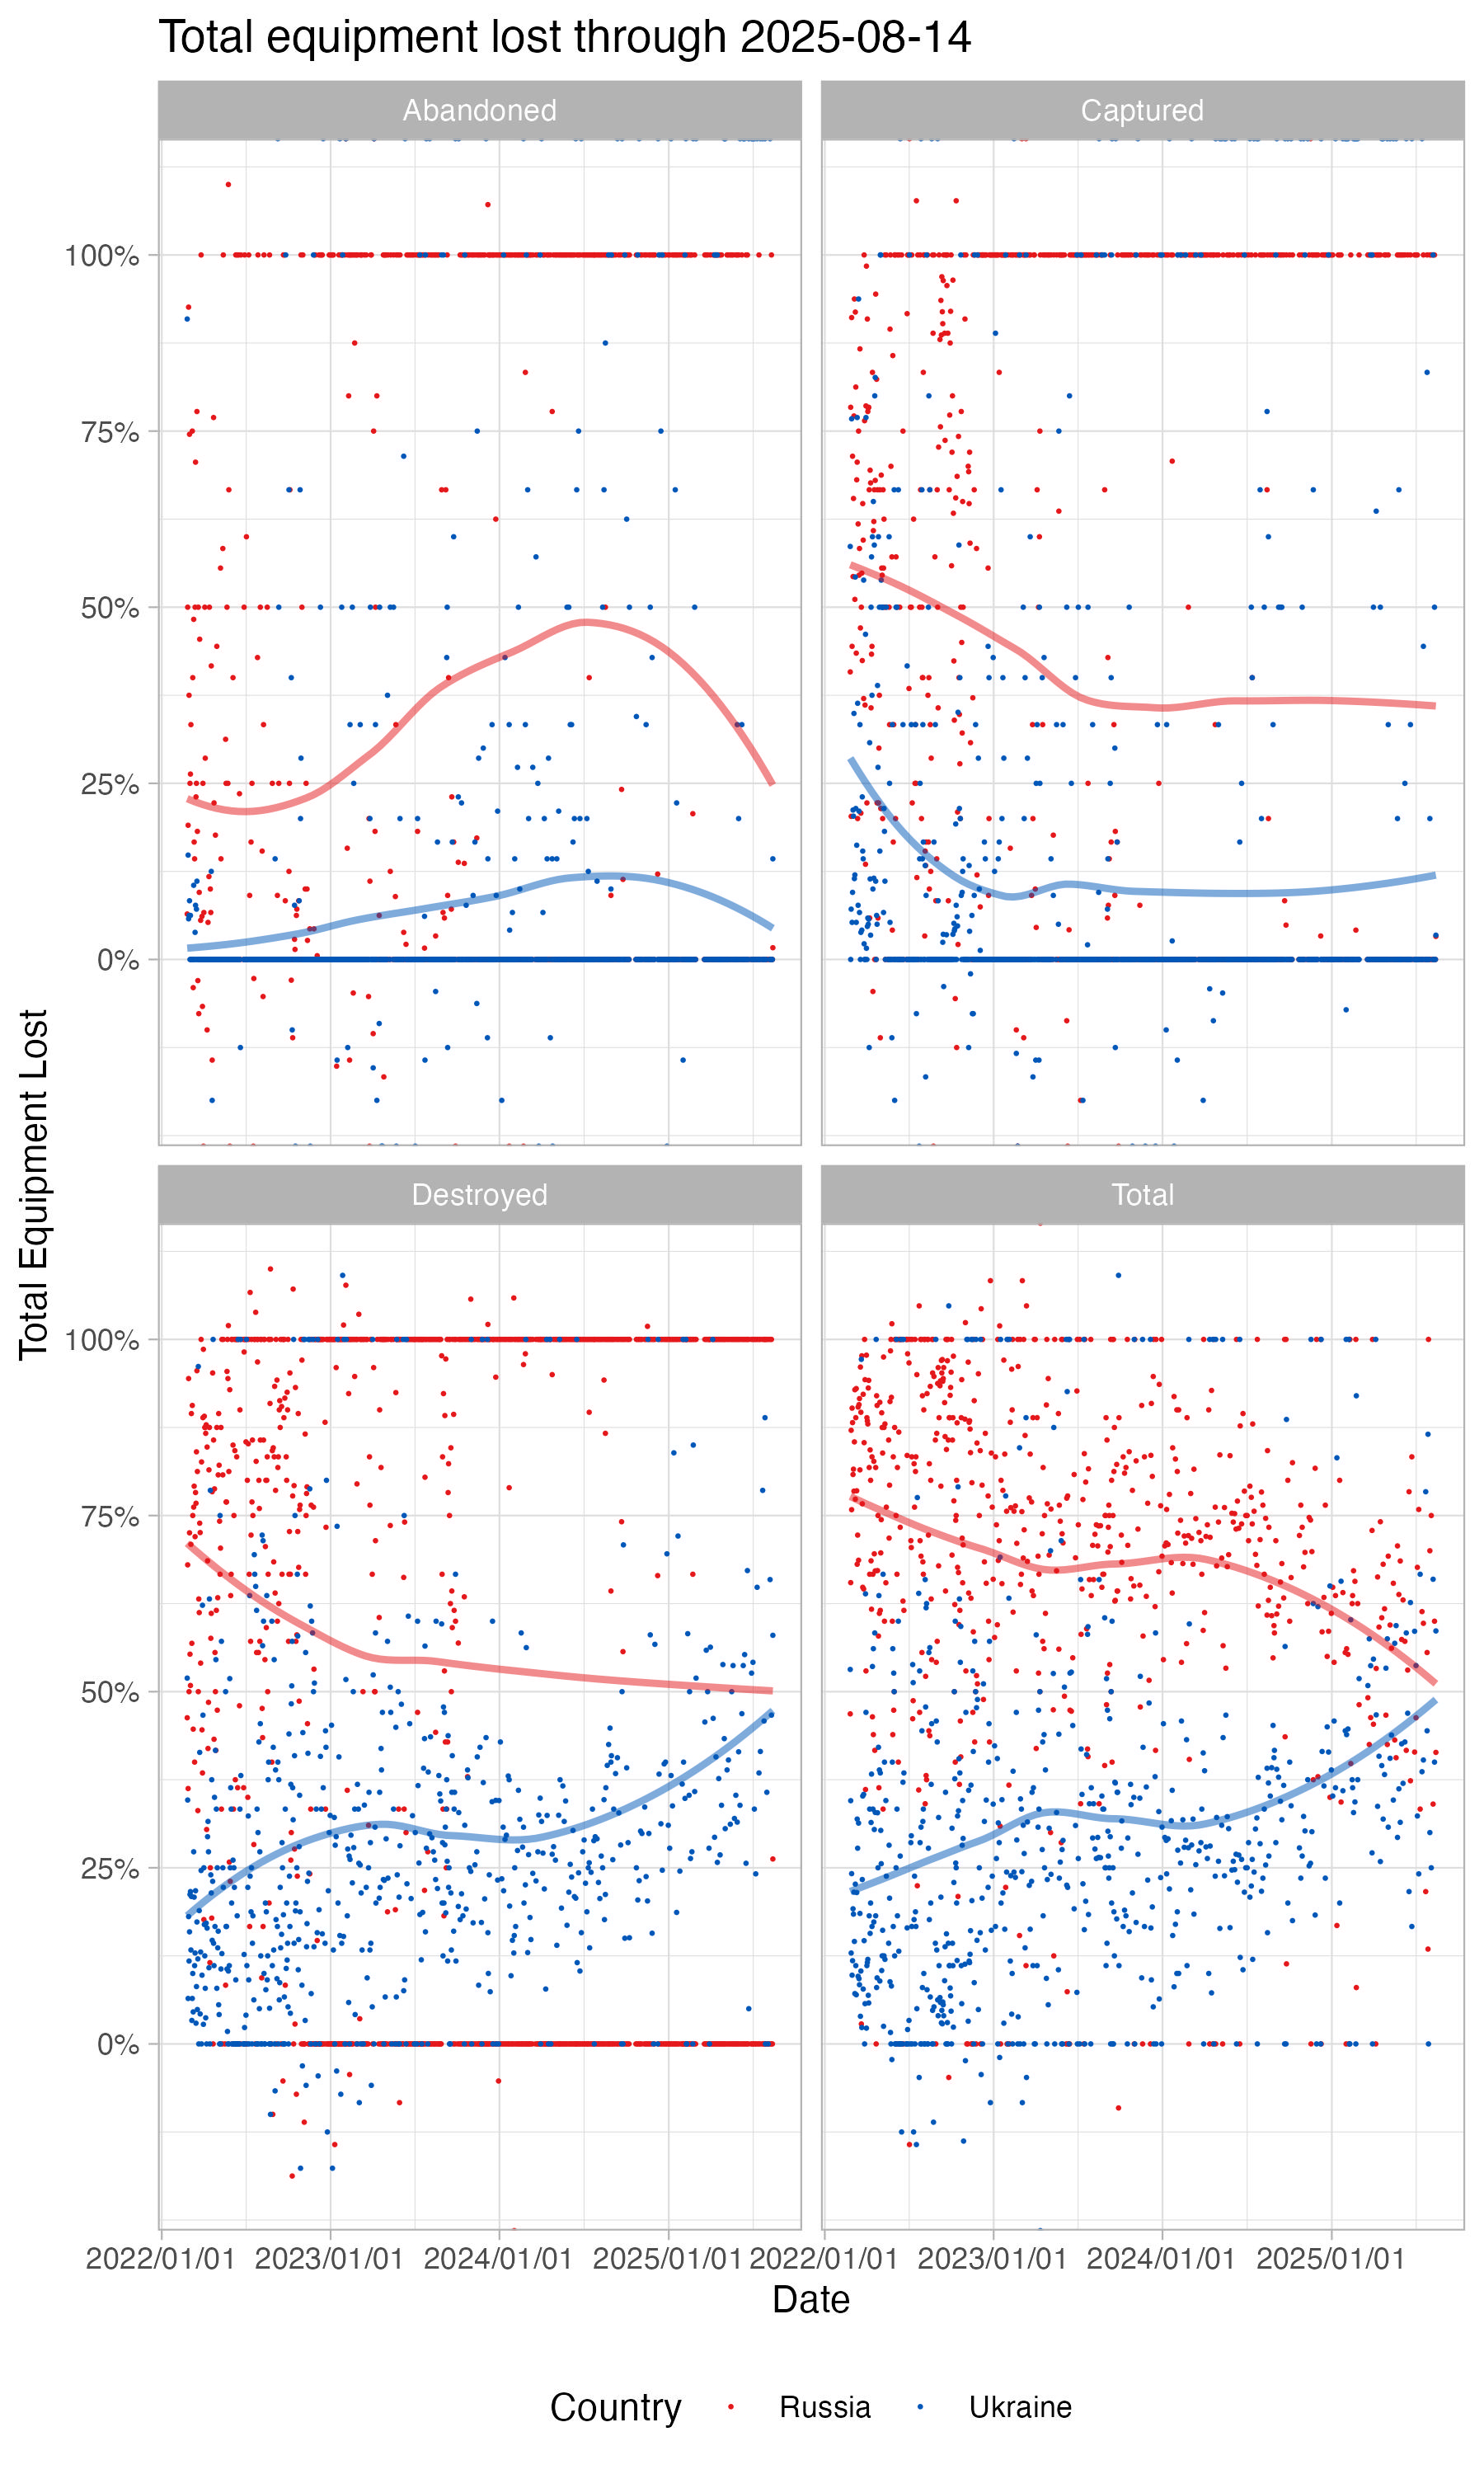 Total equipment lost through 2025-08-14
Abandoned
Captured
100%
75%
50%
25%
0%
Total Equipment Lost
Destroyed
Total
100%
75%
50%
25%
0%
2022/01/01 2023/01/01 2024/01/01 2025/01/01 2022/01/01 2023/01/01 2024/01/01 2025/01/01
Date
Country Russia Ukraine